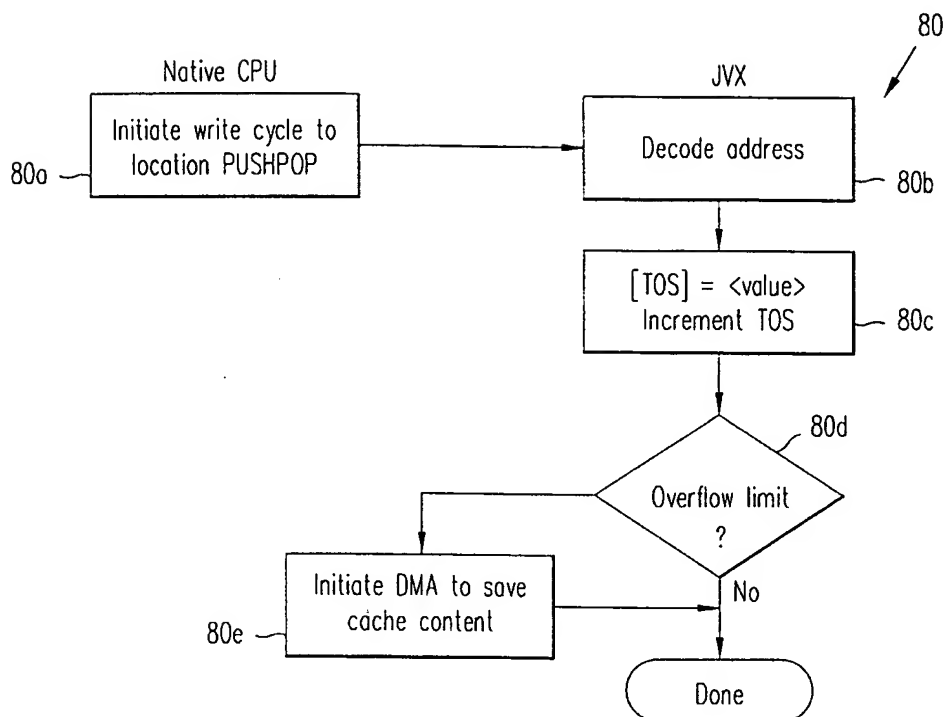 80
Native CPU
JVX
Initiate write cycle to
location PUSHPOP
80a
Decode address
80b
[TOS] = <value>
Increment TOS
80c
80d
Overflow limit
?
Initiate DMA to save
cache content
80e
No
Done